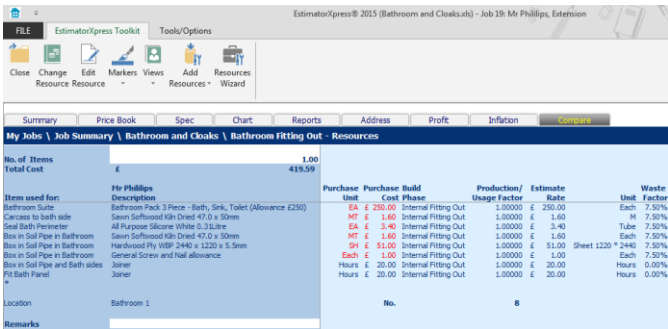 EstimatorXpress® 2015 (Bathroom and Cloaks.xls) - Job 19: Mr Phililips, Extension
FILE EstimatorXpress Toolkit Tools/Options
Close Change Resource Edit Resource Markers Views Add Resources Resources Wizard
Summary Price Book Spec Chart Reports Address Profit Inflation Compare
My Jobs \ Job Summary \ Bathroom and Cloaks \ Bathroom Fitting Out - Resources
No. of Items 1.00
Total Cost £ 419.59
Mr Phililips Purchase Purchase Build Production/ Estimate Waste
Item used for: Description Unit Cost Phase Usage Factor Rate Unit Factor
Bathroom Suite Bathroom Pack 3 Piece - Bath, Sink, Toilet (Allowance £250) EA £ 250.00 Internal Fitting Out 1.00000 £ 250.00 Each 7.50%
Carcass to bath side Sawn Softwood Kiln Dried 47.0 x 50mm MT £ 1.60 Internal Fitting Out 1.00000 £ 1.60 M 7.50%
Seal Bath Perimeter All Purpose Silicone White 0.31Litre EA £ 3.40 Internal Fitting Out 1.00000 £ 3.40 Tube 7.50%
Box in Soil Pipe in Bathroom Sawn Softwood Kiln Dried 47.0 x 50mm MT £ 1.60 Internal Fitting Out 1.00000 £ 1.60 M 7.50%
Box in Soil Pipe in Bathroom Hardwood Ply WBP 2440 x 1220 x 5.5mm SH £ 51.00 Internal Fitting Out 1.00000 £ 51.00 Sheet 1220 * 2440 7.50%
Box in Soil Pipe in Bathroom General Screw and Nail allowance Each £ 1.00 Internal Fitting Out 1.00000 £ 1.00 Each 7.50%
Box in Soil Pipe and Bath sides Joiner Hours £ 20.00 Internal Fitting Out 1.00000 £ 20.00 Hours 0.00%
Fit Bath Panel Joiner Hours £ 20.00 Internal Fitting Out 1.00000 £ 20.00 Hours 0.00%
*
Location Bathroom 1 No. 8
Remarks